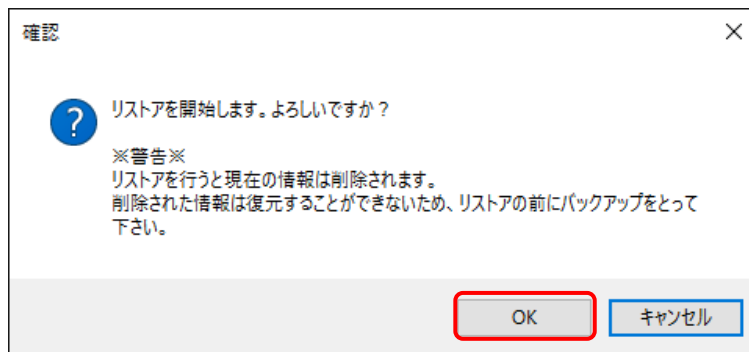 確認
リストアを開始します。よろしいですか？
※警告※
リストアを行うと現在の情報は削除されます。
削除された情報は復元することができないため、リストアの前にバックアップをとって
下さい。
OK
キャンセル